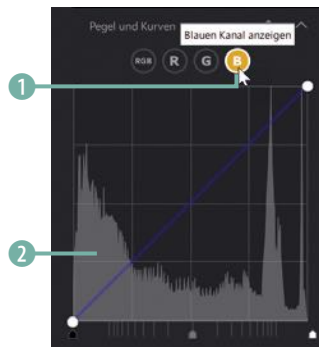 Pegel und Kurven
Blauen Kanal anzeigen
RGB R G B
1
2